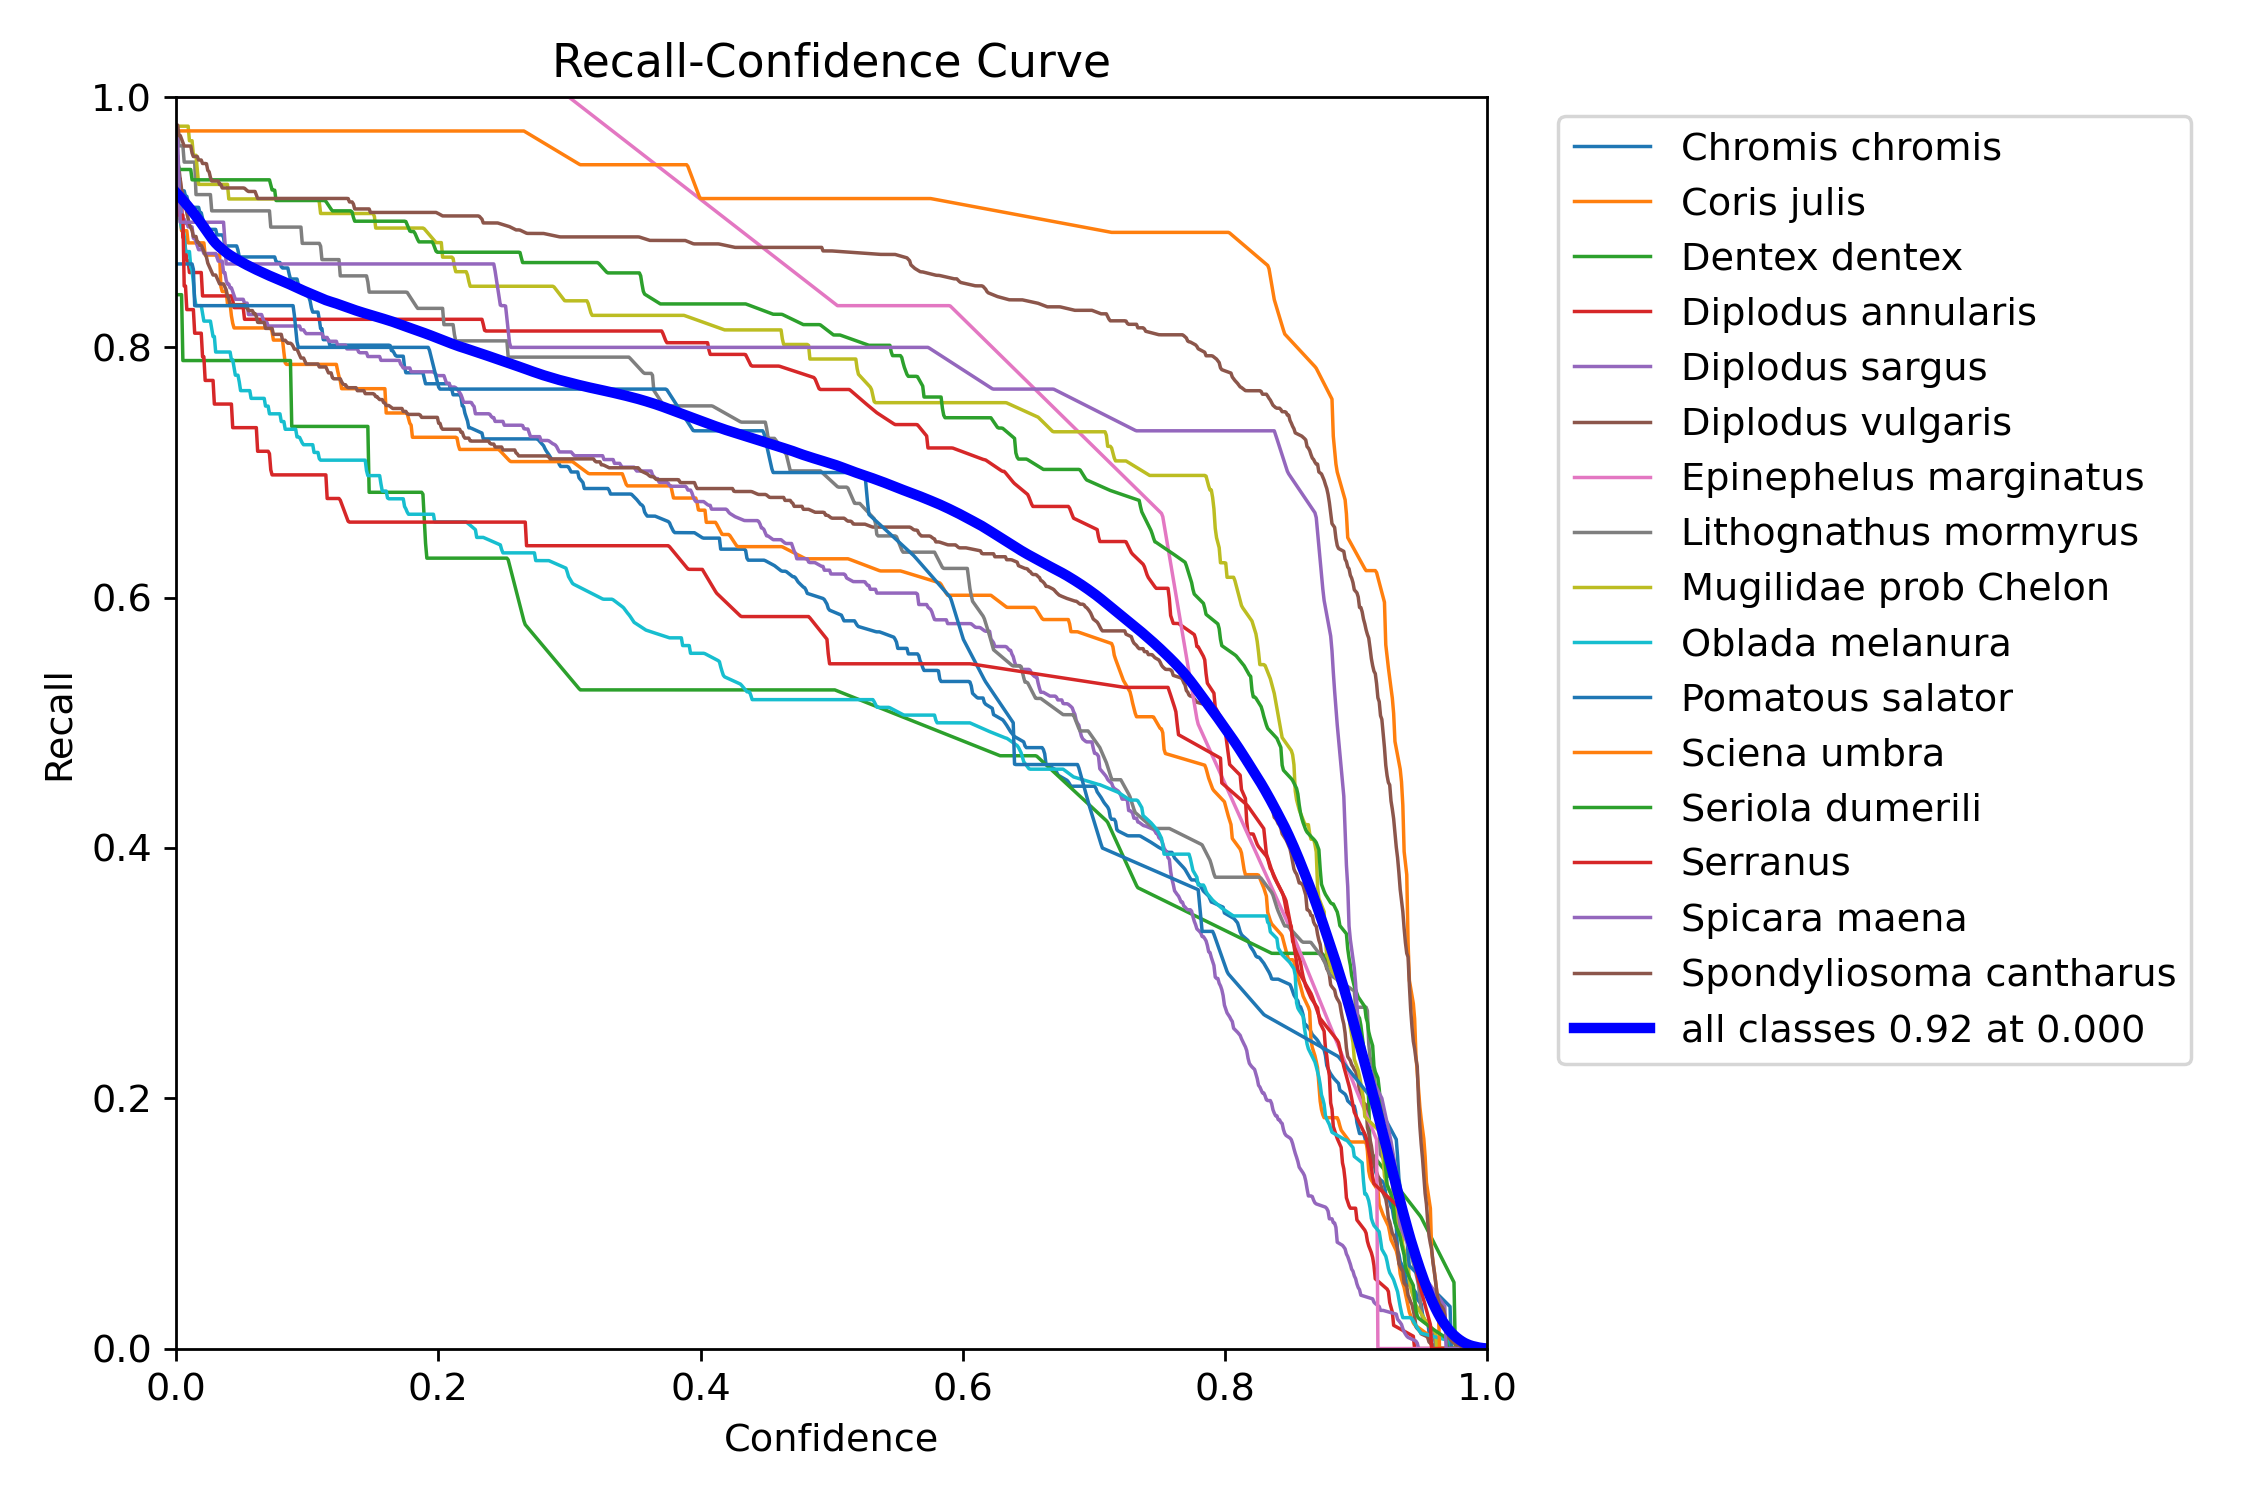 Recall-Confidence Curve
1.0
0.8
0.6
0.4
0.2
0.0
Recall
0.0 0.2 0.4 0.6 0.8 1.0
Confidence
Chromis chromis
Coris julis
Dentex dentex
Diplodus annularis
Diplodus sargus
Diplodus vulgaris
Epinephelus marginatus
Lithognathus mormyrus
Mugilidae prob Chelon
Oblada melanura
Pomatous salator
Sciena umbra
Seriola dumerili
Serranus
Spicara maena
Spondyliosoma cantharus
all classes 0.92 at 0.000